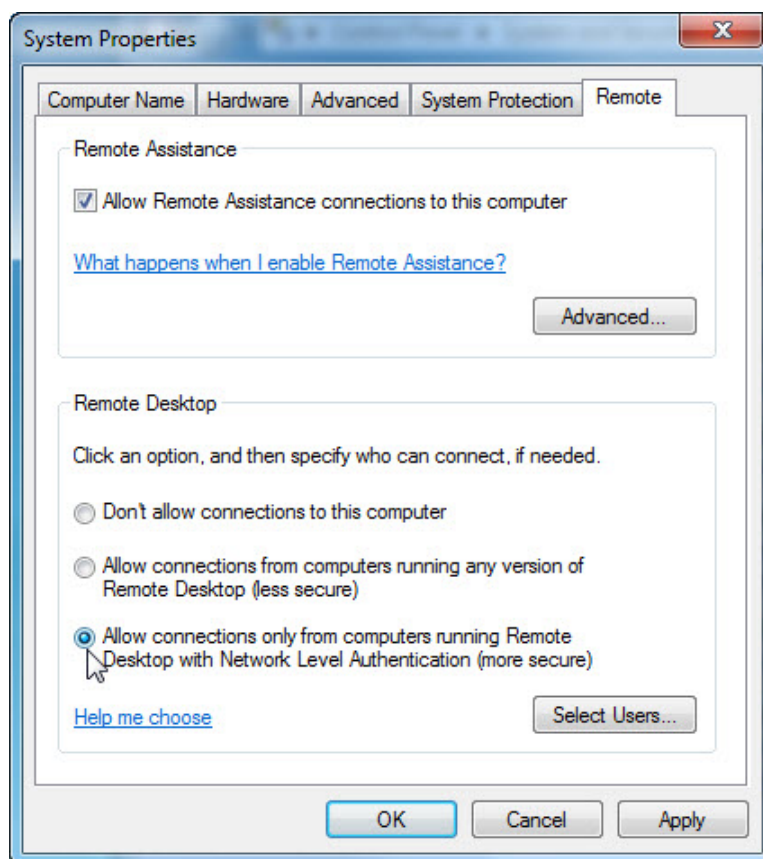 System Properties
Computer Name
Hardware
Advanced
System Protection
Remote
Remote Assistance
Allow Remote Assistance connections to this computer
What happens when I enable Remote Assistance?
Advanced...
Remote Desktop
Click an option, and then specify who can connect, if needed.
Don't allow connections to this computer
Allow connections from computers running any version of
Remote Desktop (less secure)
Allow connections only from computers running Remote
Desktop with Network Level Authentication (more secure)
Help me choose
Select Users...
OK
Cancel
Apply